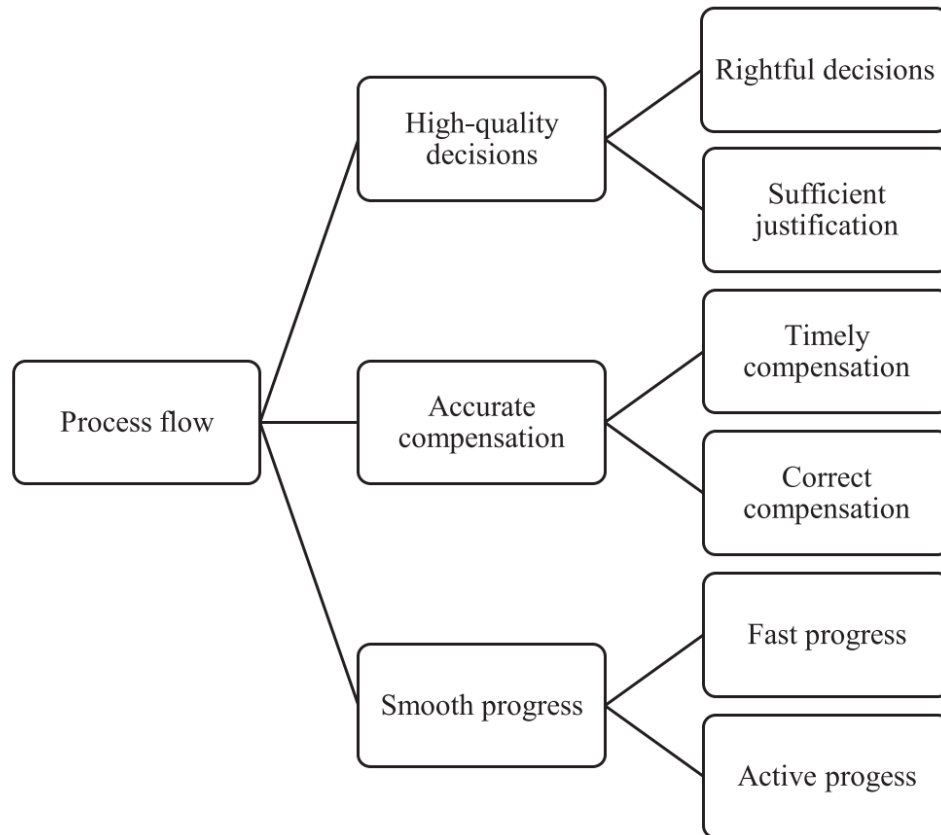 Process flow
High-quality
decisions
Rightful decisions
Sufficient
justification
Accurate
compensation
Timely
compensation
Correct
compensation
Smooth progress
Fast progress
Active progess